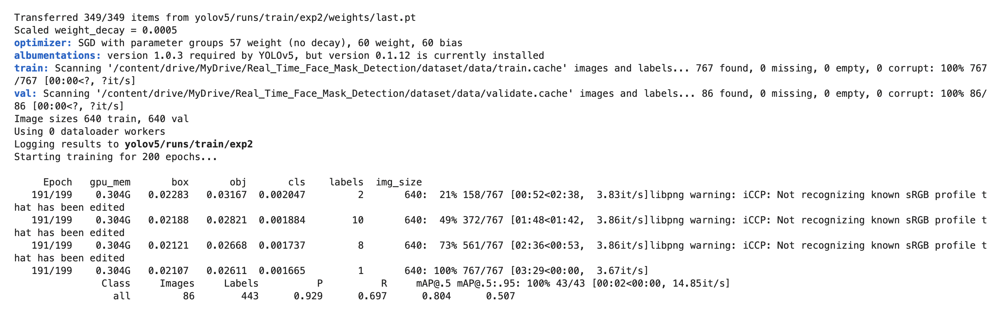 Transferred 349/349 items from yolov5/runs/train/exp2/weights/last.pt
Scaled weight_decay = 0.0005
optimizer: SGD with parameter groups 57 weight (no decay), 60 weight, 60 bias
albumentations: version 1.0.3 required by YOLOv5, but version 0.1.12 is currently installed
train: Scanning '/content/drive/MyDrive/Real_Time_Face_Mask_Detection/dataset/data/train.cache' images and labels... 767 found, 0 missing, 0 empty, 0 corrupt: 100% 767
/767 [00:00<?, ?it/s]
val: Scanning '/content/drive/MyDrive/Real_Time_Face_Mask_Detection/dataset/data/validate.cache' images and labels... 86 found, 0 missing, 0 empty, 0 corrupt: 100% 86/
86 [00:00<?, ?it/s]
Image sizes 640 train, 640 val
Using 0 dataloader workers
Logging results to yolov5/runs/train/exp2
Starting training for 200 epochs...
     Epoch   gpu_mem       box       obj       cls    labels  img_size
   191/199    0.304G   0.02283   0.03167  0.002047         2       640:  21% 158/767 [00:52<02:38,  3.83it/s]libpng warning: iCCP: Not recognizing known sRGB profile t
hat has been edited
   191/199    0.304G   0.02188   0.02821  0.001884        10       640:  49% 372/767 [01:48<01:42,  3.86it/s]libpng warning: iCCP: Not recognizing known sRGB profile t
hat has been edited
   191/199    0.304G   0.02121   0.02668  0.001737         8       640:  73% 561/767 [02:36<00:53,  3.86it/s]libpng warning: iCCP: Not recognizing known sRGB profile t
hat has been edited
   191/199    0.304G   0.02107   0.02611  0.001665         1       640: 100% 767/767 [03:29<00:00,  3.67it/s]
               Class     Images     Labels          P          R     mAP@.5 mAP@.5:.95: 100% 43/43 [00:02<00:00, 14.85it/s]
                 all         86        443      0.929      0.697      0.804      0.507